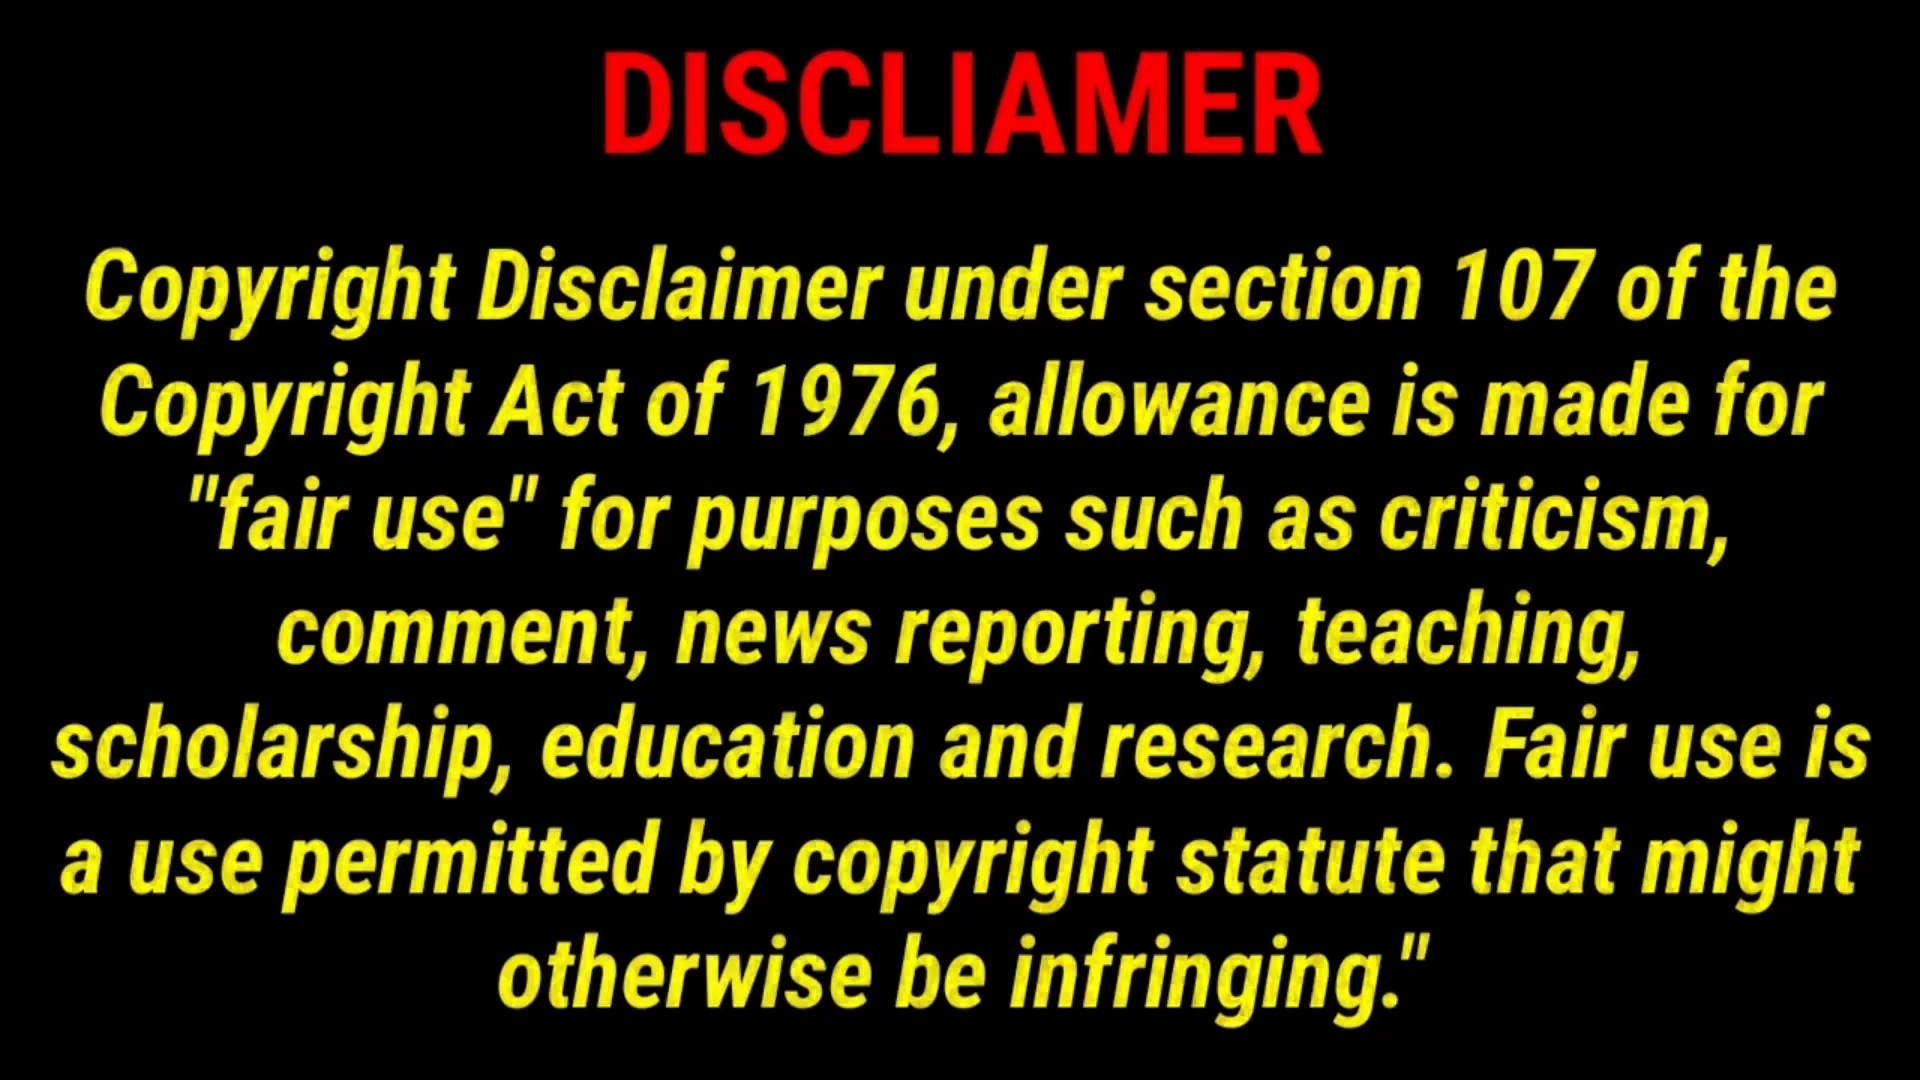 DISCLIAMER
Copyright Disclaimer under section 107 of the
Copyright Act of 1976, allowance is made for
"fair use" for purposes such as criticism,
comment, news reporting, teaching,
scholarship, education and research. Fair use is
a use permitted by copyright statute that might
otherwise be infringing."